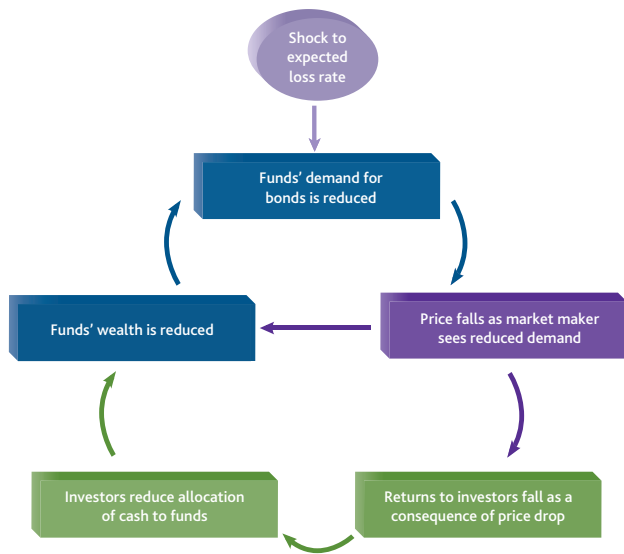 Shock to
expected
loss rate
Funds’ demand for
bonds is reduced
Funds’ wealth is reduced
Price falls as market maker
sees reduced demand
Investors reduce allocation
of cash to funds
Returns to investors fall as a
consequence of price drop